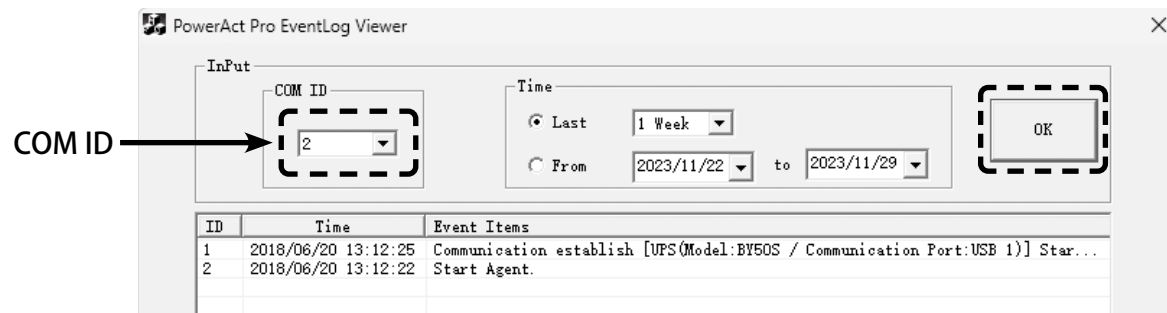 PowerAct Pro EventLog Viewer
InPut
COM ID
Time
COM ID
2
Last
1 Week
OK
From
2023/11/22
to
2023/11/29
ID Time Event Items
1 2018/06/20 13:12:25 Communication establish [UPS(Model:BY50S / Communication Port:USB 1)] Star...
2 2018/06/20 13:12:22 Start Agent.